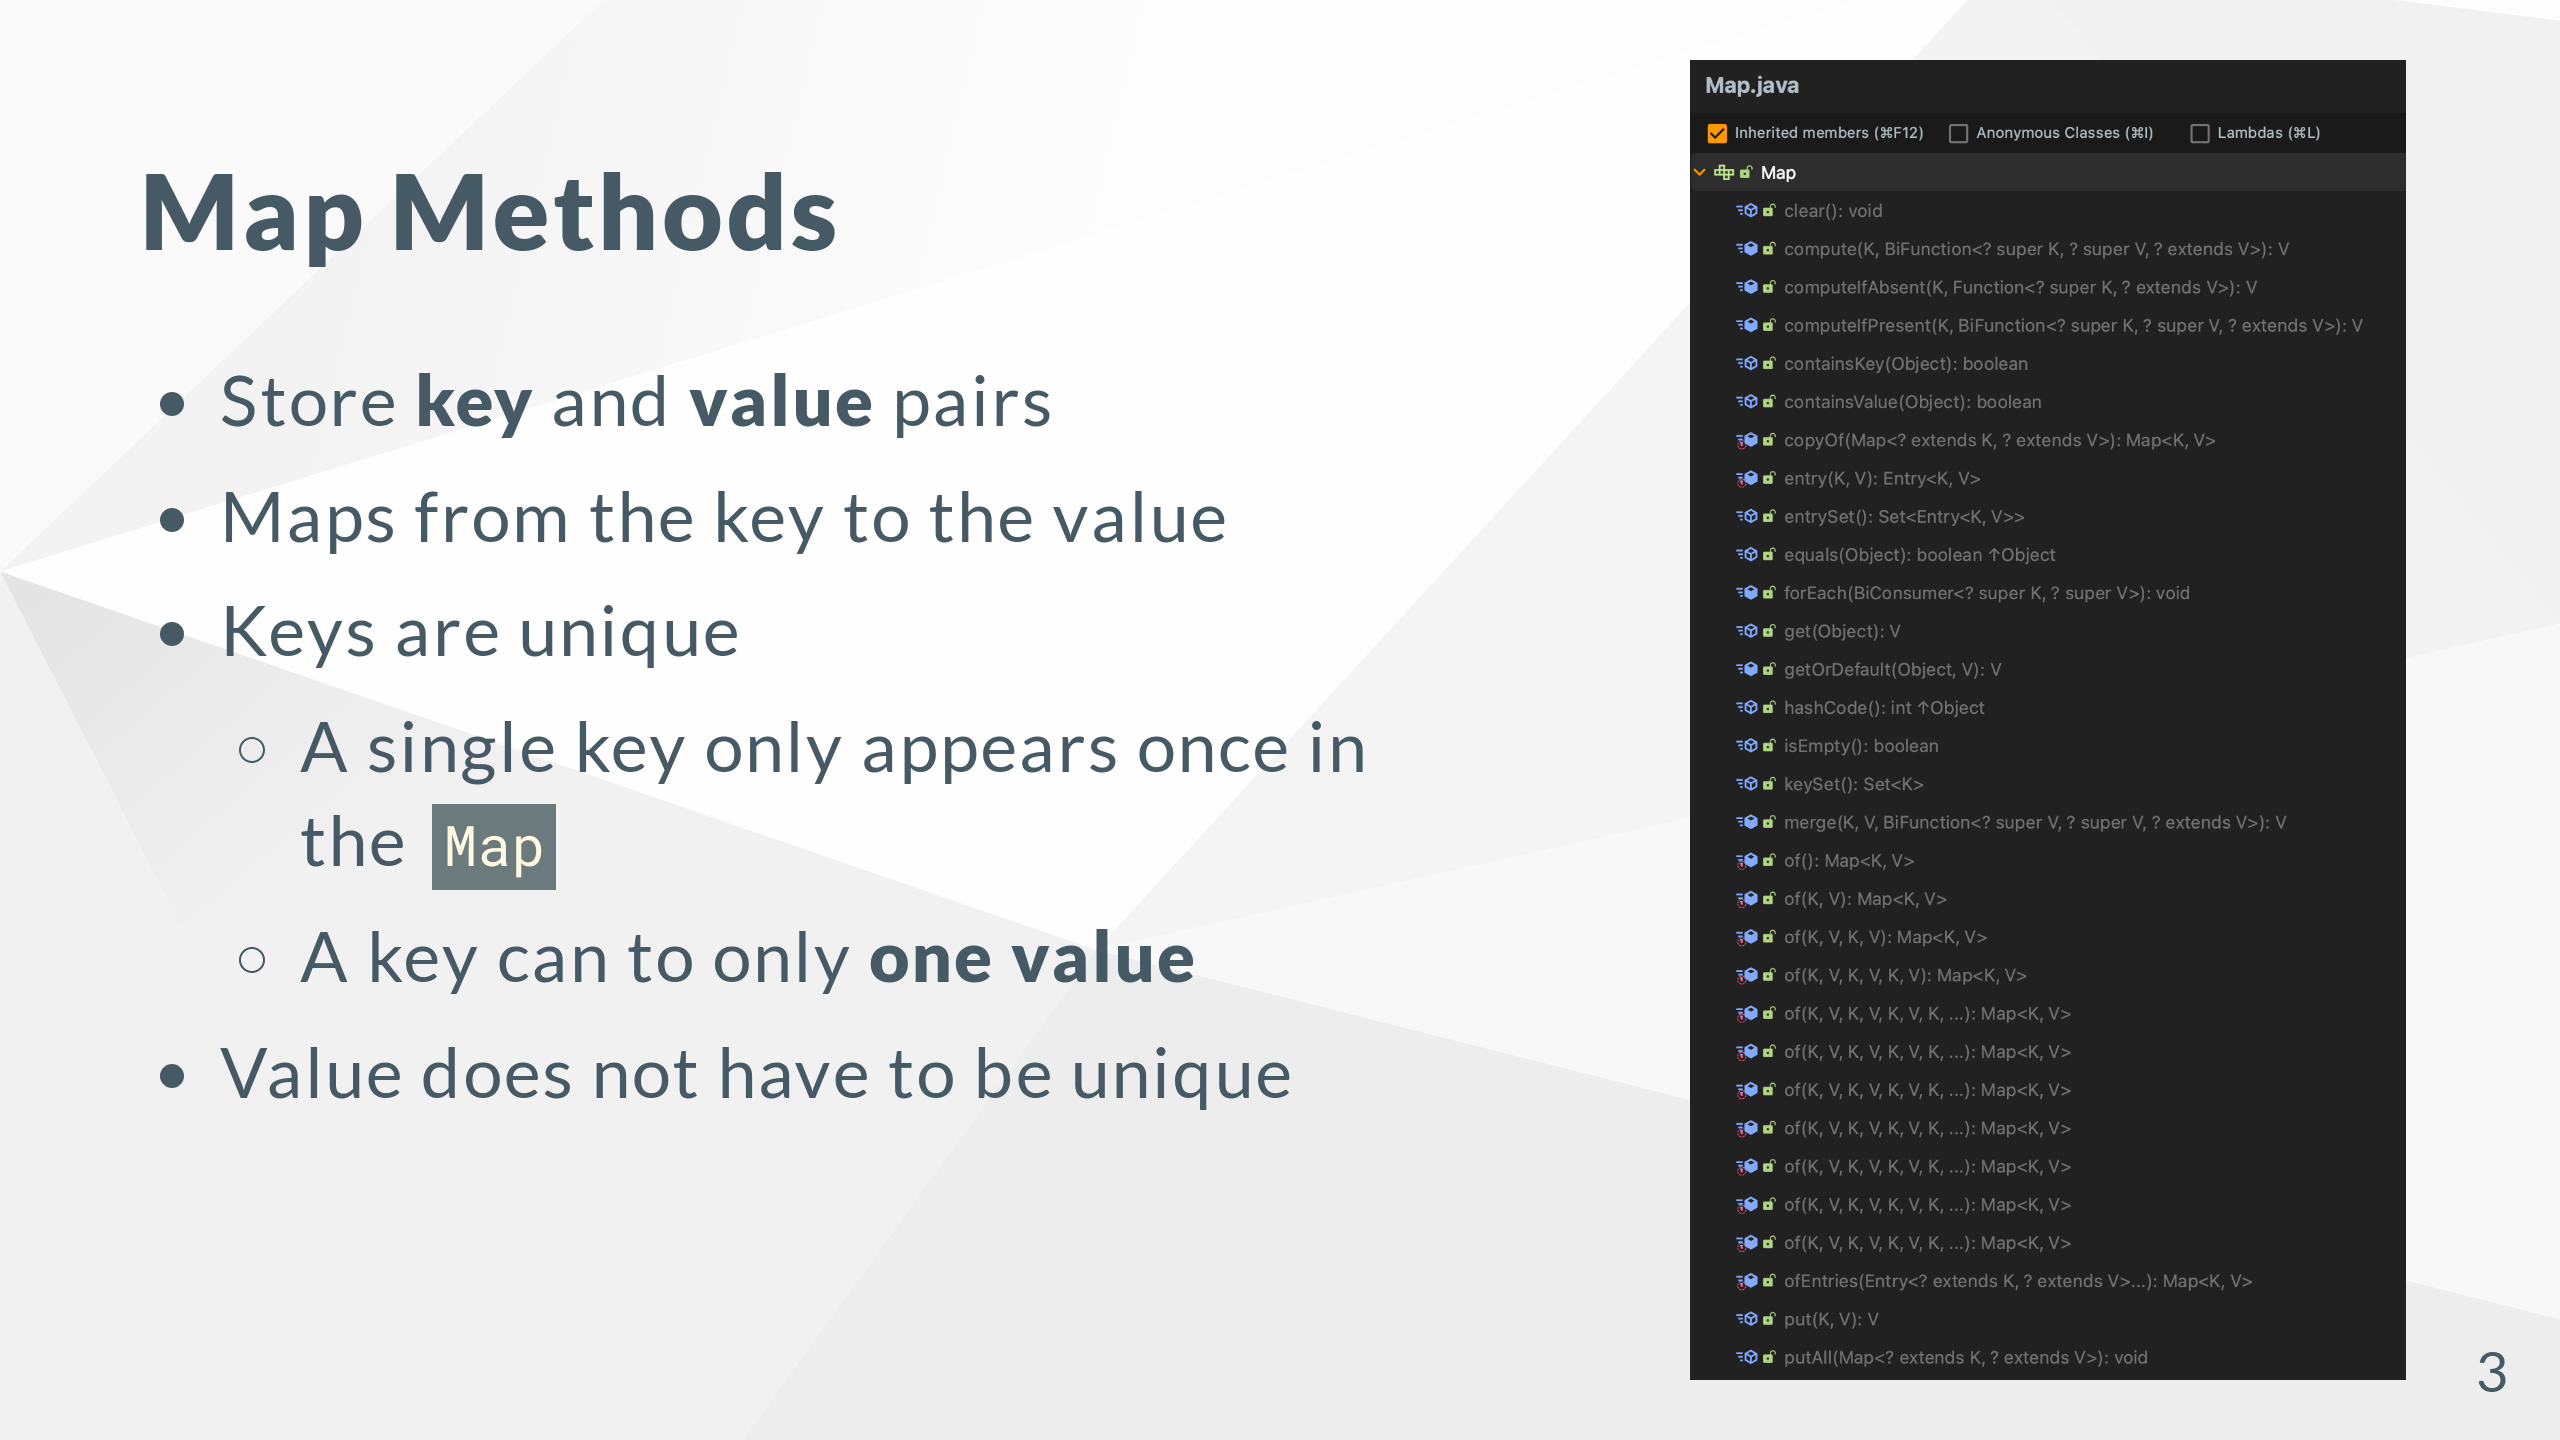 Map Methods
Store key and value pairs
Maps from the key to the value
Keys are unique
A single key only appears once in
the Map
A key can to only one value
Value does not have to be unique
Map.java
Inherited members (⌘F12) Anonymous Classes (⌘I) Lambdas (⌘L)
Map
clear(): void
compute(K, BiFunction<? super K, ? super V, ? extends V>): V
computeIfAbsent(K, Function<? super K, ? extends V>): V
computeIfPresent(K, BiFunction<? super K, ? super V, ? extends V>): V
containsKey(Object): boolean
containsValue(Object): boolean
copyOf(Map<? extends K, ? extends V>): Map<K, V>
entry(K, V): Entry<K, V>
entrySet(): Set<Entry<K, V>>
equals(Object): boolean ↑Object
forEach(BiConsumer<? super K, ? super V>): void
get(Object): V
getOrDefault(Object, V): V
hashCode(): int ↑Object
isEmpty(): boolean
keySet(): Set<K>
merge(K, V, BiFunction<? super V, ? super V, ? extends V>): V
of(): Map<K, V>
of(K, V): Map<K, V>
of(K, V, K, V): Map<K, V>
of(K, V, K, V, K, V): Map<K, V>
of(K, V, K, V, K, V, K, ...): Map<K, V>
of(K, V, K, V, K, V, K, ...): Map<K, V>
of(K, V, K, V, K, V, K, ...): Map<K, V>
of(K, V, K, V, K, V, K, ...): Map<K, V>
of(K, V, K, V, K, V, K, ...): Map<K, V>
of(K, V, K, V, K, V, K, ...): Map<K, V>
of(K, V, K, V, K, V, K, ...): Map<K, V>
ofEntries(Entry<? extends K, ? extends V>...): Map<K, V>
put(K, V): V
putAll(Map<? extends K, ? extends V>): void
3